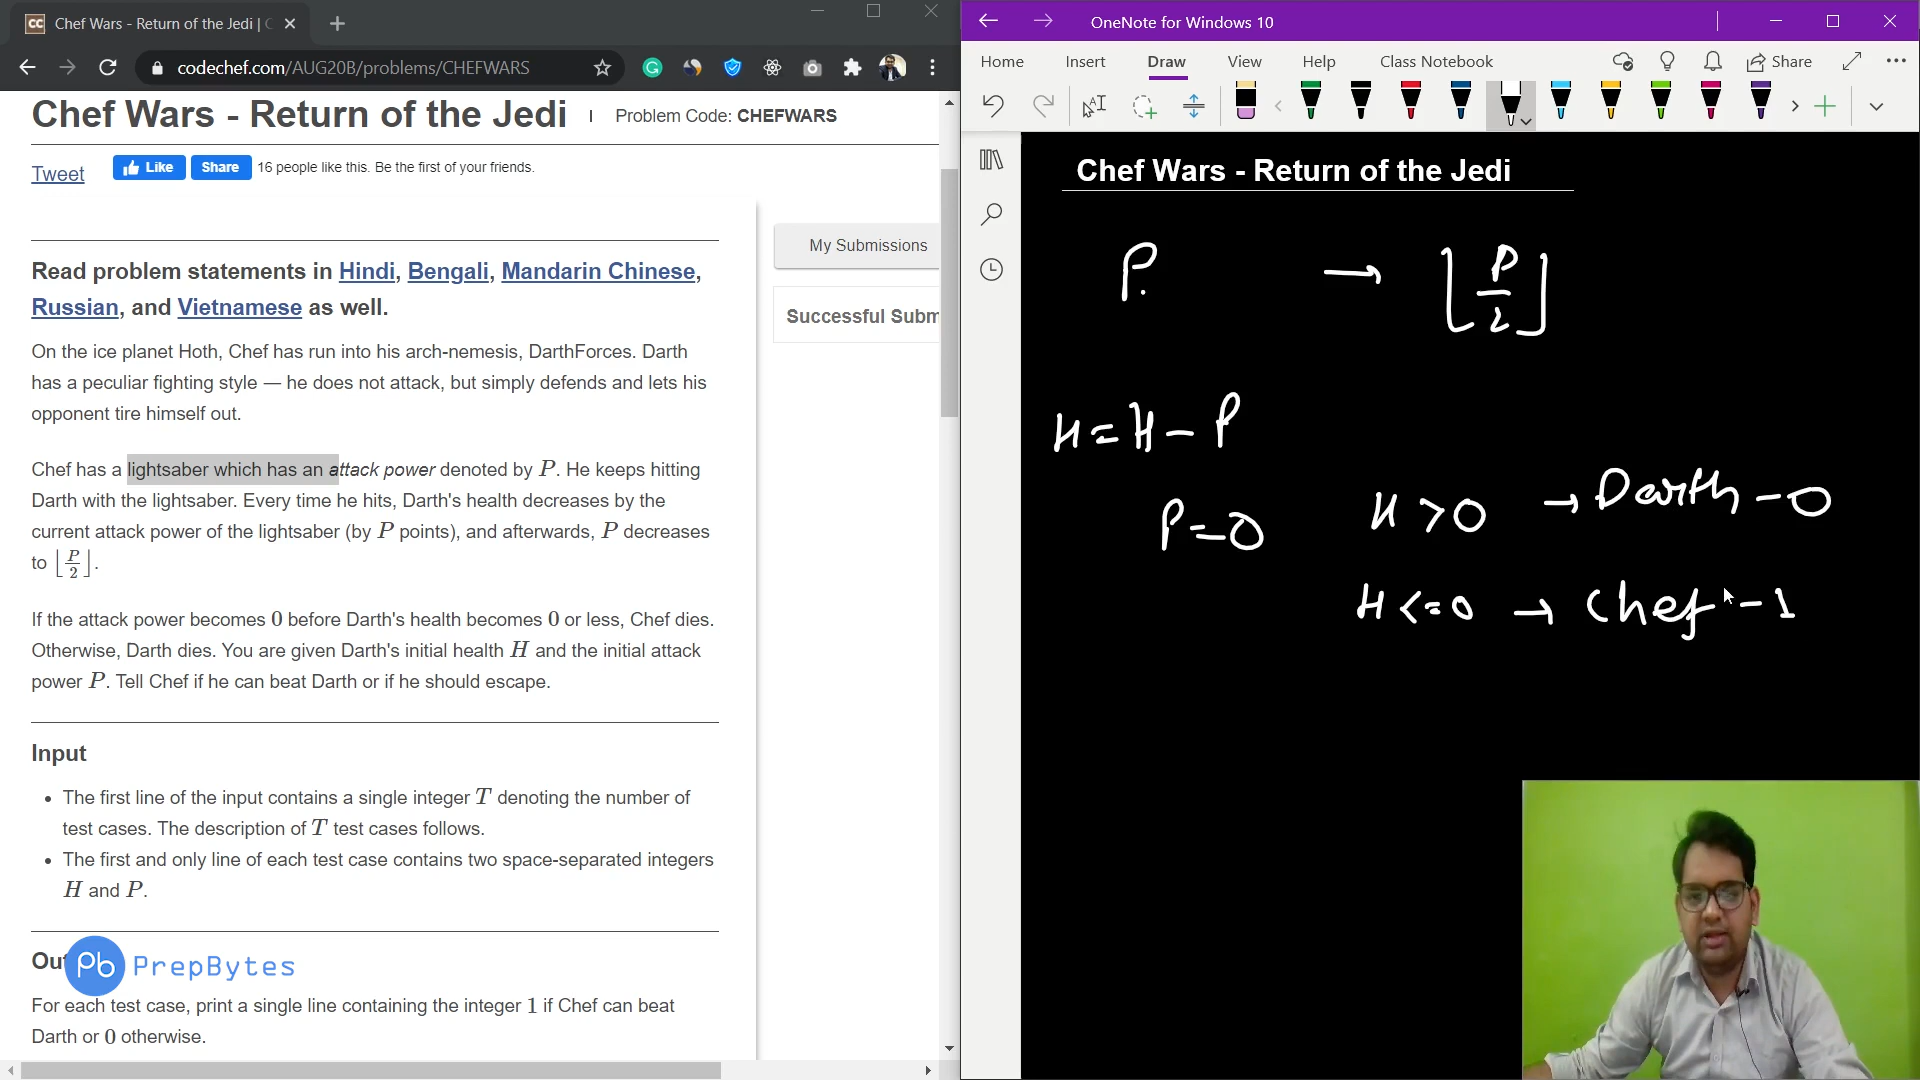 Chef Wars - Return of the Jedi |
codechef.com/AUG20B/problems/CHEFWARS
Chef Wars - Return of the Jedi | Problem Code: CHEFWARS
Tweet Like Share 16 people like this. Be the first of your friends.
My Submissions
Successful Subm
Read problem statements in Hindi, Bengali, Mandarin Chinese,
Russian, and Vietnamese as well.
On the ice planet Hoth, Chef has run into his arch-nemesis, DarthForces. Darth
has a peculiar fighting style — he does not attack, but simply defends and lets his
opponent tire himself out.
Chef has a lightsaber which has an attack power denoted by P. He keeps hitting
Darth with the lightsaber. Every time he hits, Darth's health decreases by the
current attack power of the lightsaber (by P points), and afterwards, P decreases
to ⌊P/2⌋.
If the attack power becomes 0 before Darth's health becomes 0 or less, Chef dies.
Otherwise, Darth dies. You are given Darth's initial health H and the initial attack
power P. Tell Chef if he can beat Darth or if he should escape.
Input
• The first line of the input contains a single integer T denoting the number of
test cases. The description of T test cases follows.
• The first and only line of each test case contains two space-separated integers
H and P.
Out
Pb PrepBytes
For each test case, print a single line containing the integer 1 if Chef can beat
Darth or 0 otherwise.
OneNote for Windows 10
Home Insert Draw View Help Class Notebook Share
Chef Wars - Return of the Jedi
P. → ⌊P/2⌋
H = H - P
P = 0 H > 0 → Darth - 0
H <= 0 → Chef - 1